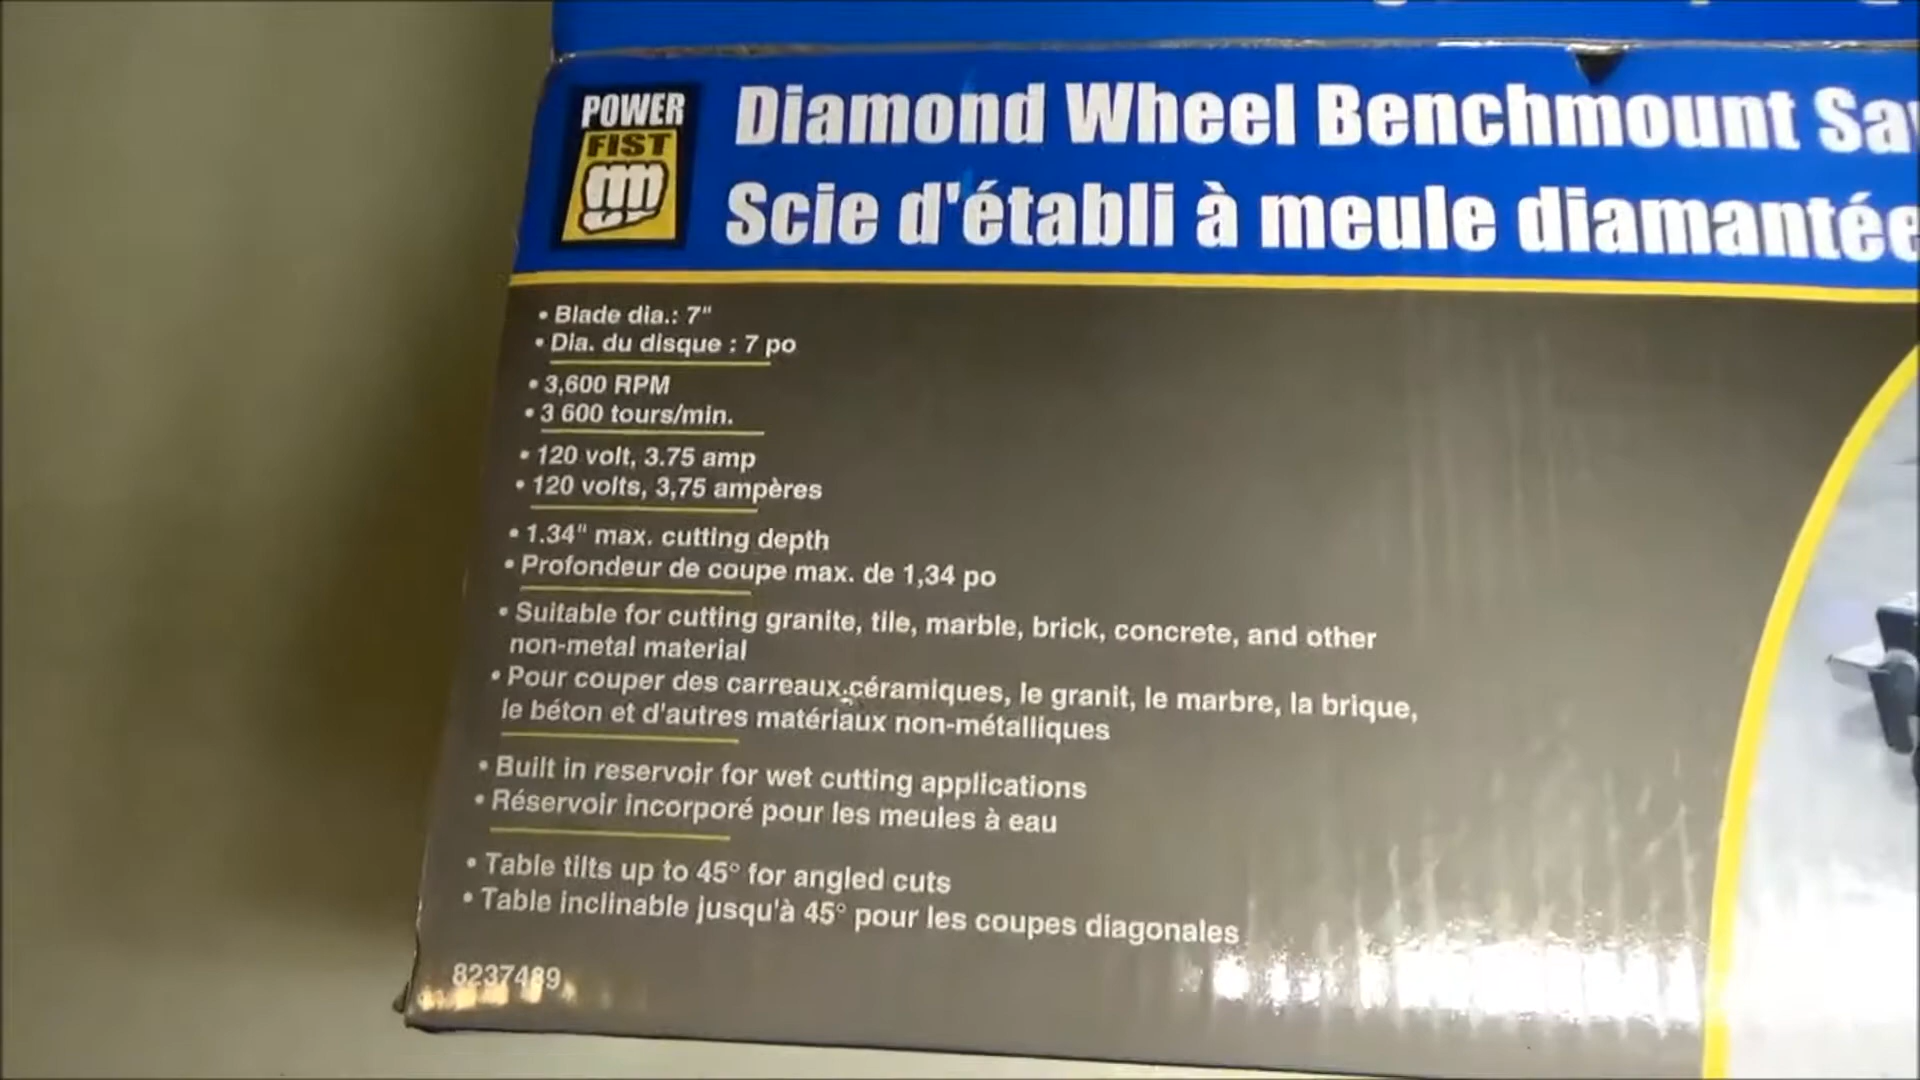 POWER
FIST
Diamond Wheel Benchmount
Scie d'établi à meule diamantée
• Blade dia.: 7"
• Dia. du disque : 7 po
• 3,600 RPM
• 3 600 tours/min.
• 120 volt, 3.75 amp
• 120 volts, 3,75 ampères
• 1.34" max. cutting depth
• Profondeur de coupe max. de 1,34 po
• Suitable for cutting granite, tile, marble, brick, concrete, and other
non-metal material
• Pour couper des carreaux céramiques, le granit, le marbre, la brique,
le béton et d'autres matériaux non-métalliques
• Built in reservoir for wet cutting applications
• Réservoir incorporé pour les meules à eau
• Table tilts up to 45° for angled cuts
• Table inclinable jusqu'à 45° pour les coupes diagonales
8237489